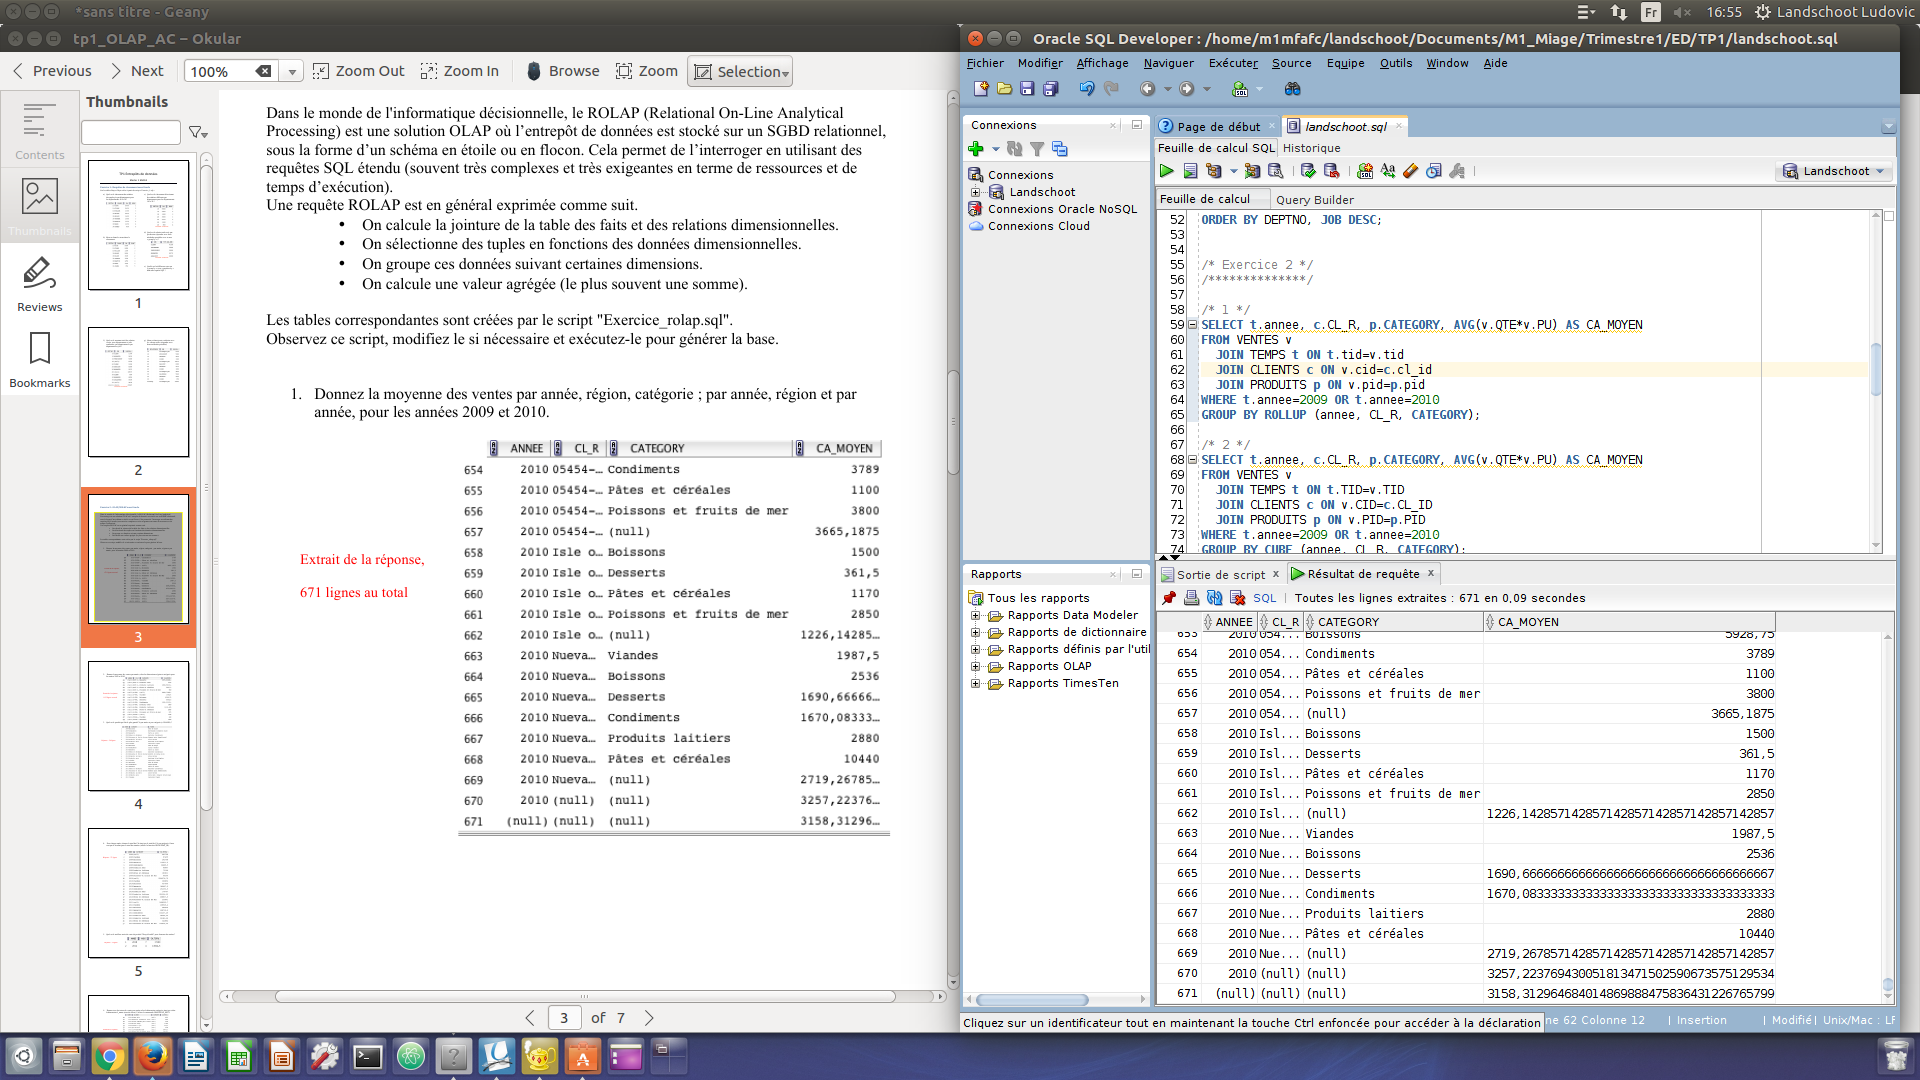 *sans titre - Geany
Fr
16:55
Landschoot Ludovic
tp1_OLAP_AC – Okular
Previous
Next
100%
Zoom Out
Zoom In
Browse
Zoom
Selection
Thumbnails
Contents
Thumbnails
Reviews
Bookmarks
1
2
3
4
5
Dans le monde de l'informatique décisionnelle, le ROLAP (Relational On-Line Analytical
Processing) est une solution OLAP où l’entrepôt de données est stocké sur un SGBD relationnel,
sous la forme d’un schéma en étoile ou en flocon. Cela permet de l’interroger en utilisant des
requêtes SQL étendu (souvent très complexes et très exigeantes en terme de ressources et de
temps d’exécution).
Une requête ROLAP est en général exprimée comme suit.
• On calcule la jointure de la table des faits et des relations dimensionnelles.
• On sélectionne des tuples en fonctions des données dimensionnelles.
• On groupe ces données suivant certaines dimensions.
• On calcule une valeur agrégée (le plus souvent une somme).
Les tables correspondantes sont créées par le script "Exercice_rolap.sql".
Observez ce script, modifiez le si nécessaire et exécutez-le pour générer la base.
1. Donnez la moyenne des ventes par année, région, catégorie ; par année, région et par
année, pour les années 2009 et 2010.
Extrait de la réponse,
671 lignes au total
ANNEE CL_R CATEGORY CA_MOYEN
654 2010 05454-... Condiments 3789
655 2010 05454-... Pâtes et céréales 1100
656 2010 05454-... Poissons et fruits de mer 3800
657 2010 05454-... (null) 3665,1875
658 2010 Isle o... Boissons 1500
659 2010 Isle o... Desserts 361,5
660 2010 Isle o... Pâtes et céréales 1170
661 2010 Isle o... Poissons et fruits de mer 2850
662 2010 Isle o... (null) 1226,14285...
663 2010 Nueva... Viandes 1987,5
664 2010 Nueva... Boissons 2536
665 2010 Nueva... Desserts 1690,66666...
666 2010 Nueva... Condiments 1670,08333...
667 2010 Nueva... Produits laitiers 2880
668 2010 Nueva... Pâtes et céréales 10440
669 2010 Nueva... (null) 2719,26785...
670 2010 (null) (null) 3257,22376...
671 (null) (null) (null) 3158,31296...
3 of 7
Oracle SQL Developer : /home/m1mfafc/landschoot/Documents/M1_Miage/Trimestre1/ED/TP1/landschoot.sql
Fichier Modifier Affichage Naviguer Exécuter Source Equipe Outils Window Aide
Connexions
Connexions
Landschoot
Connexions Oracle NoSQL
Connexions Cloud
Rapports
Tous les rapports
Rapports Data Modeler
Rapports de dictionnaire
Rapports définis par l'util
Rapports OLAP
Rapports TimesTen
Page de début
landschoot.sql
Feuille de calcul SQL Historique
Landschoot
Feuille de calcul Query Builder
52 ORDER BY DEPTNO, JOB DESC;
53
54
55 /* Exercice 2 */
56 /**************/
57
58 /* 1 */
59 SELECT t.annee, c.CL_R, p.CATEGORY, AVG(v.QTE*v.PU) AS CA_MOYEN
60 FROM VENTES v
61 JOIN TEMPS t ON t.tid=v.tid
62 JOIN CLIENTS c ON v.cid=c.cl_id
63 JOIN PRODUITS p ON v.pid=p.pid
64 WHERE t.annee=2009 OR t.annee=2010
65 GROUP BY ROLLUP (annee, CL_R, CATEGORY);
66
67 /* 2 */
68 SELECT t.annee, c.CL_R, p.CATEGORY, AVG(v.QTE*v.PU) AS CA_MOYEN
69 FROM VENTES v
70 JOIN TEMPS t ON t.TID=v.TID
71 JOIN CLIENTS c ON v.CID=c.CL_ID
72 JOIN PRODUITS p ON v.PID=p.PID
73 WHERE t.annee=2009 OR t.annee=2010
74 GROUP BY CUBE (annee, CL_R, CATEGORY);
Sortie de script
Résultat de requête
SQL | Toutes les lignes extraites : 671 en 0,09 secondes
ANNEE CL_R CATEGORY CA_MOYEN
653 2010 054... Boissons 5928,75
654 2010 054... Condiments 3789
655 2010 054... Pâtes et céréales 1100
656 2010 054... Poissons et fruits de mer 3800
657 2010 054... (null) 3665,1875
658 2010 Isl... Boissons 1500
659 2010 Isl... Desserts 361,5
660 2010 Isl... Pâtes et céréales 1170
661 2010 Isl... Poissons et fruits de mer 2850
662 2010 Isl... (null) 1226,142857142857142857142857142857142857
663 2010 Nue... Viandes 1987,5
664 2010 Nue... Boissons 2536
665 2010 Nue... Desserts 1690,666666666666666666666666666666666667
666 2010 Nue... Condiments 1670,083333333333333333333333333333333333
667 2010 Nue... Produits laitiers 2880
668 2010 Nue... Pâtes et céréales 10440
669 2010 Nue... (null) 2719,267857142857142857142857142857142857
670 2010 (null) (null) 3257,223769430051813471502590673575129534
671 (null) (null) (null) 3158,312964684014869888475836431226765799
Cliquez sur un identificateur tout en maintenant la touche Ctrl enfoncée pour accéder à la déclaration
ne 62 Colonne 12 | Insertion | Modifié | Unix/Mac : LF